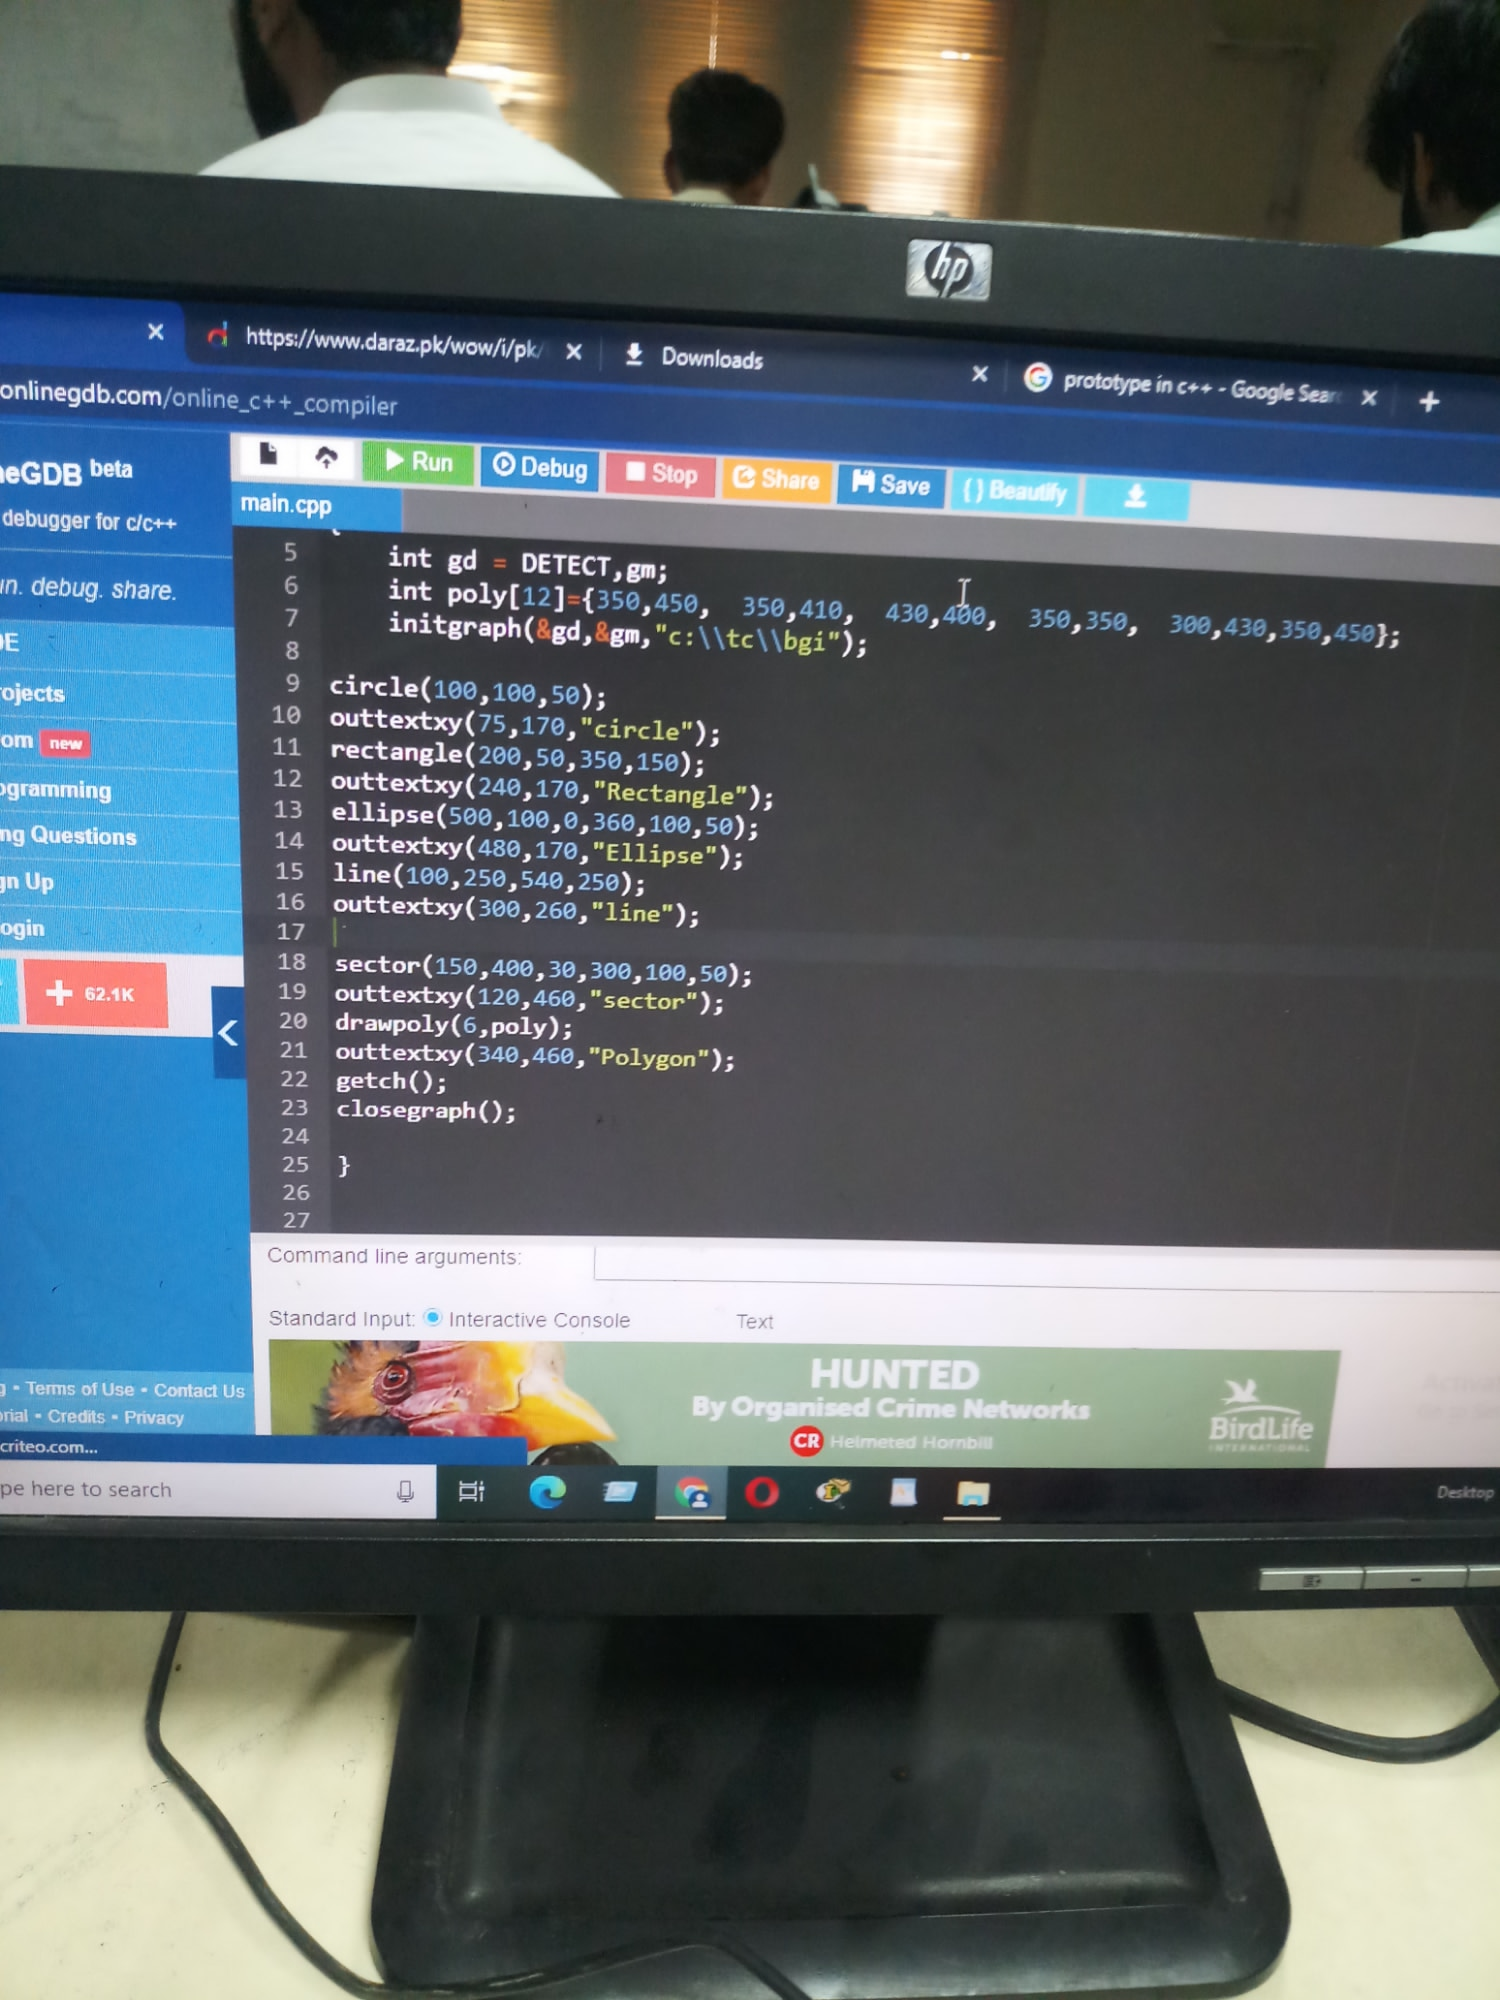 hp
https://www.daraz.pk/wow/i/pk/
Downloads
prototype in c++ - Google Sear
onlinegdb.com/online_c++_compiler
eGDB beta
debugger for c/c++
n. debug. share.
Run
Debug
Stop
Share
Save
{ } Beautify
main.cpp
E
ojects
om new
ogramming
ng Questions
gn Up
ogin
62.1K
5 int gd = DETECT,gm;
6 int poly[12]={350,450, 350,410, 430,400, 350,350, 300,430,350,450};
7 initgraph(&gd,&gm,"c:\\tc\\bgi");
8
9 circle(100,100,50);
10 outtextxy(75,170,"circle");
11 rectangle(200,50,350,150);
12 outtextxy(240,170,"Rectangle");
13 ellipse(500,100,0,360,100,50);
14 outtextxy(480,170,"Ellipse");
15 line(100,250,540,250);
16 outtextxy(300,260,"line");
17
18 sector(150,400,30,300,100,50);
19 outtextxy(120,460,"sector");
20 drawpoly(6,poly);
21 outtextxy(340,460,"Polygon");
22 getch();
23 closegraph();
24
25 }
26
27
Command line arguments:
Standard Input: Interactive Console Text
HUNTED
By Organised Crime Networks
CR Helmeted Hornbill
BirdLife
INTERNATIONAL
g • Terms of Use • Contact Us
rial • Credits • Privacy
criteo.com...
pe here to search
Desktop